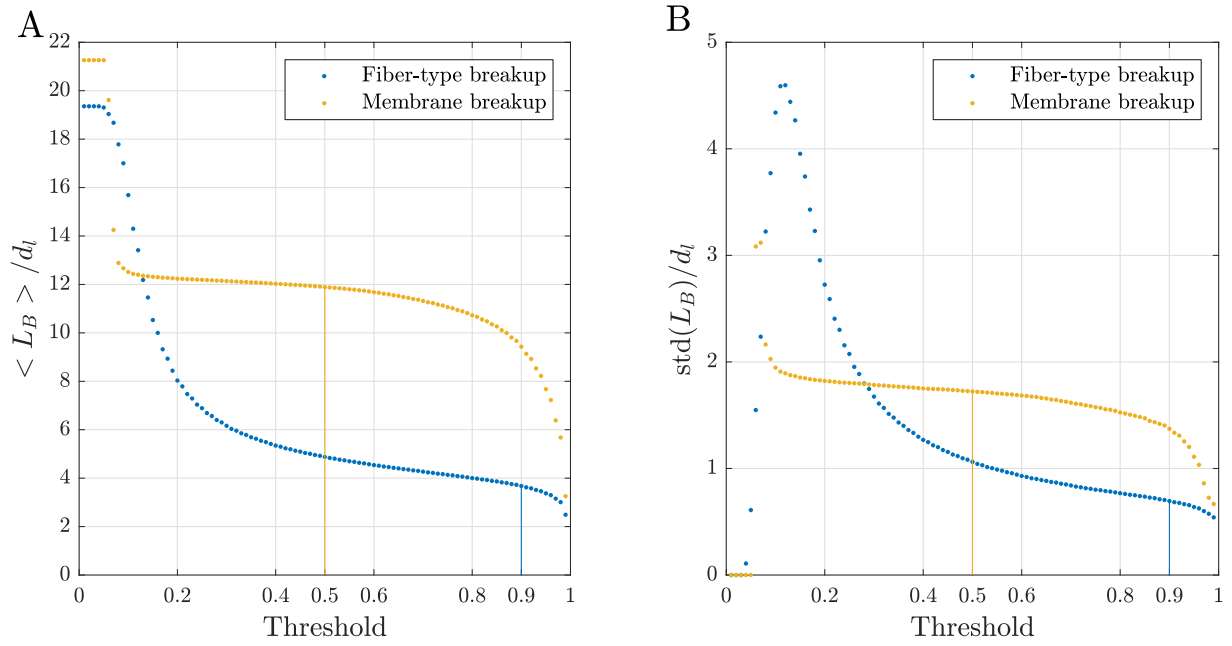 A
22
20
18
16
14
12
10
8
6
4
2
0
< L_B > /d_l
Fiber-type breakup
Membrane breakup
0 0.2 0.4 0.5 0.6 0.8 0.9 1
Threshold
B
5
4
3
2
1
0
std(L_B)/d_l
Fiber-type breakup
Membrane breakup
0 0.2 0.4 0.5 0.6 0.8 0.9 1
Threshold